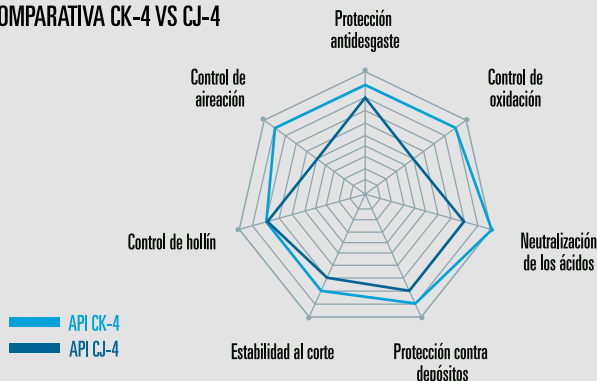 OMPARATIVA CK-4 VS CJ-4
Protección
antidesgaste
Control de
aireación
Control de
oxidación
Control de hollín
Neutralización
de los ácidos
Estabilidad al corte
Protección contra
depósitos
API CK-4
API CJ-4